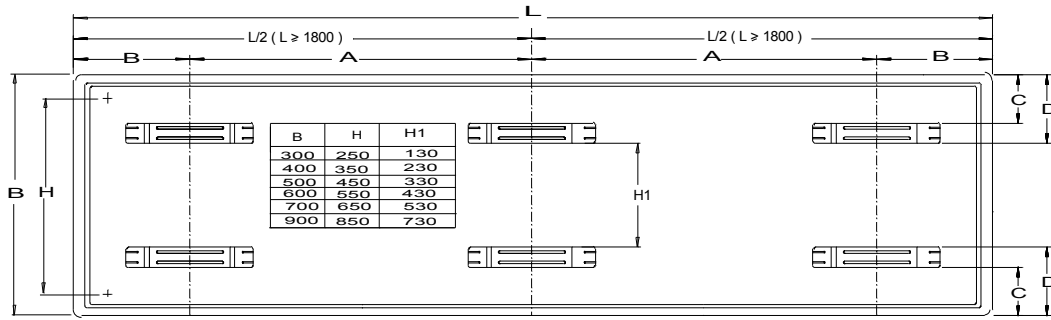 L
L/2 ( L ≥ 1800 ) L/2 ( L ≥ 1800 )
B A A B
C D
B H H1
B H H1
300 250 130
400 350 230
500 450 330
600 550 430
700 650 530
900 850 730
C D